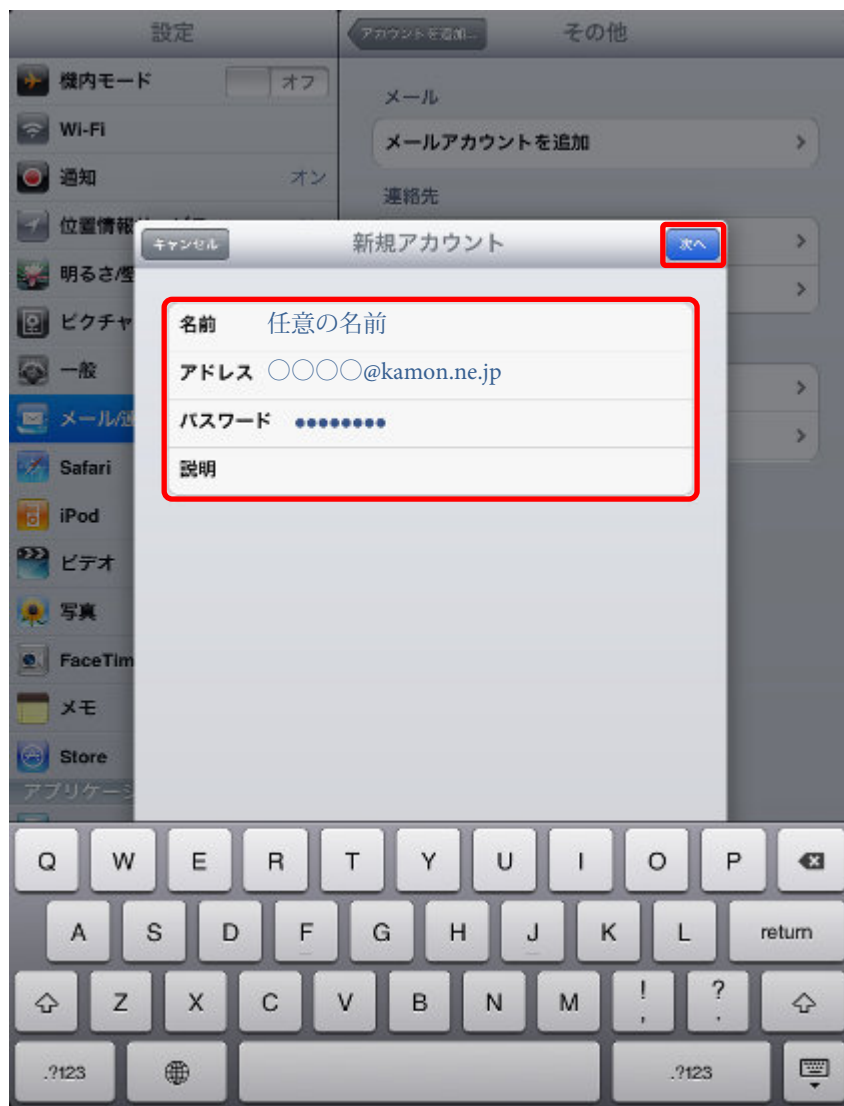 設定
アカウントを追加...
その他
機内モード
オフ
Wi-Fi
通知
オン
位置情報
明るさ/壁
ピクチャ
一般
メール/連
Safari
iPod
ビデオ
写真
FaceTim
メモ
Store
アプリケーシ
メール
メールアカウントを追加
連絡先
キャンセル
新規アカウント
次へ
名前 任意の名前
アドレス 〇〇〇〇@kamon.ne.jp
パスワード ●●●●●●●●
説明
Q W E R T Y U I O P
A S D F G H J K L return
Z X C V B N M ! , ? .
.?123 .?123